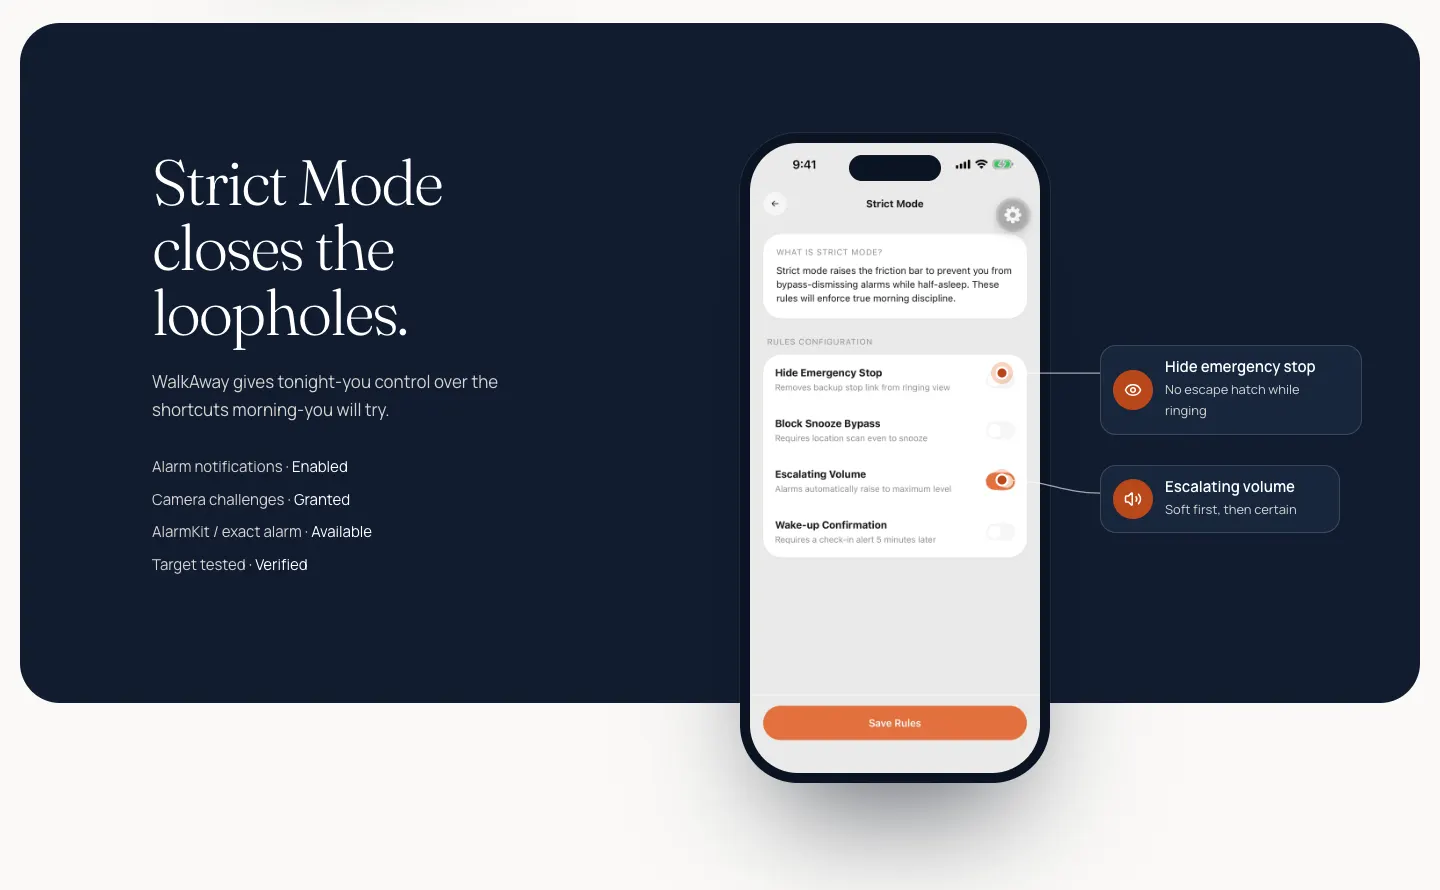 Strict Mode
closes the
loopholes.
WalkAway gives tonight-you control over the
shortcuts morning-you will try.
Alarm notifications · Enabled
Camera challenges · Granted
AlarmKit / exact alarm · Available
Target tested · Verified
9:41
Strict Mode
WHAT IS STRICT MODE?
Strict mode raises the friction bar to prevent you from
bypass-dismissing alarms while half-asleep. These
rules will enforce true morning discipline.
RULES CONFIGURATION
Hide Emergency Stop
Removes backup stop link from ringing view
Block Snooze Bypass
Requires location scan even to snooze
Escalating Volume
Alarms automatically raise to maximum level
Wake-up Confirmation
Requires a check-in alert 5 minutes later
Save Rules
Hide emergency stop
No escape hatch while
ringing
Escalating volume
Soft first, then certain